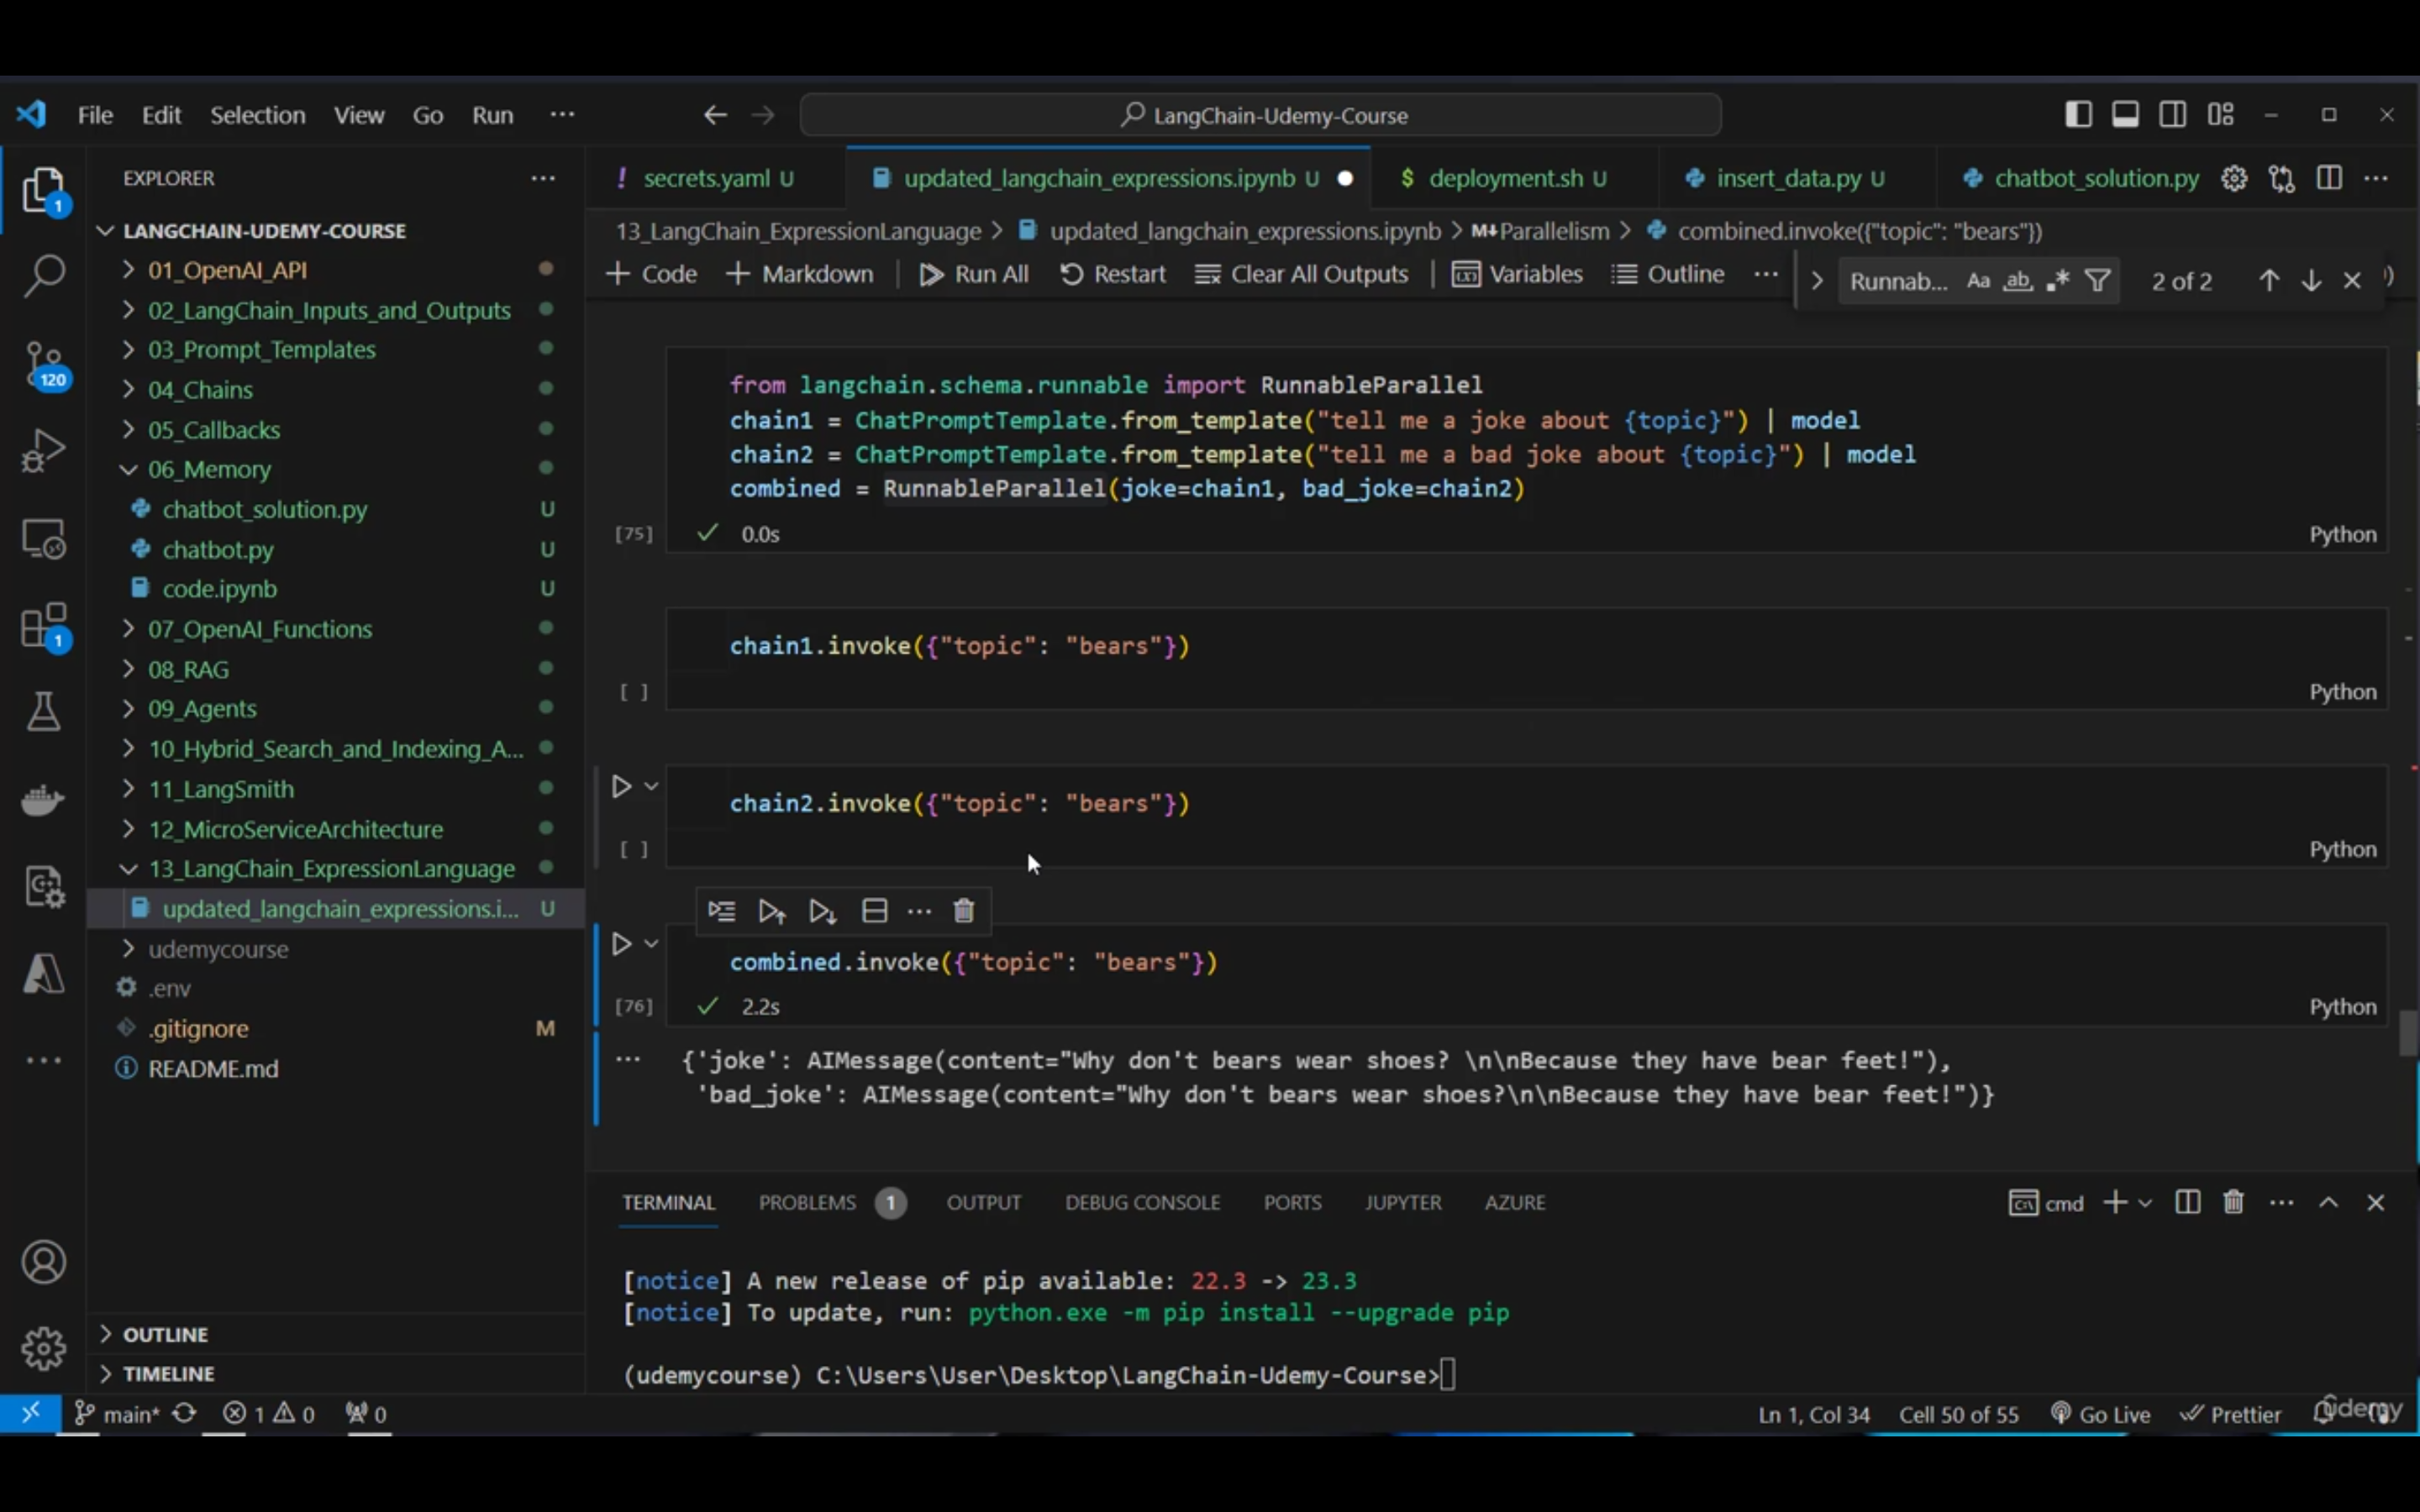 File Edit Selection View Go Run ··· LangChain-Udemy-Course
EXPLORER ···
1
LANGCHAIN-UDEMY-COURSE
01_OpenAI_API
02_LangChain_Inputs_and_Outputs
03_Prompt_Templates
120
04_Chains
05_Callbacks
06_Memory
chatbot_solution.py U
chatbot.py U
code.ipynb U
07_OpenAI_Functions
1
08_RAG
09_Agents
10_Hybrid_Search_and_Indexing_A...
11_LangSmith
12_MicroServiceArchitecture
13_LangChain_ExpressionLanguage
updated_langchain_expressions.i... U
udemycourse
.env
.gitignore M
README.md
OUTLINE
TIMELINE
! secrets.yaml U updated_langchain_expressions.ipynb U $ deployment.sh U insert_data.py U chatbot_solution.py ···
13_LangChain_ExpressionLanguage > updated_langchain_expressions.ipynb > M↓Parallelism > combined.invoke({"topic": "bears"})
+ Code + Markdown Run All Restart Clear All Outputs Variables Outline ···
Runnab... Aa ab .* 2 of 2
from langchain.schema.runnable import RunnableParallel
chain1 = ChatPromptTemplate.from_template("tell me a joke about {topic}") | model
chain2 = ChatPromptTemplate.from_template("tell me a bad joke about {topic}") | model
combined = RunnableParallel(joke=chain1, bad_joke=chain2)
[75] ✓ 0.0s Python
chain1.invoke({"topic": "bears"})
[ ] Python
chain2.invoke({"topic": "bears"})
[ ] Python
combined.invoke({"topic": "bears"})
[76] ✓ 2.2s Python
··· {'joke': AIMessage(content="Why don't bears wear shoes? \n\nBecause they have bear feet!"),
'bad_joke': AIMessage(content="Why don't bears wear shoes?\n\nBecause they have bear feet!")}
TERMINAL PROBLEMS 1 OUTPUT DEBUG CONSOLE PORTS JUPYTER AZURE cmd
[notice] A new release of pip available: 22.3 -> 23.3
[notice] To update, run: python.exe -m pip install --upgrade pip
(udemycourse) C:\Users\User\Desktop\LangChain-Udemy-Course>
main* 1 0 0 Ln 1, Col 34 Cell 50 of 55 Go Live Prettier
Udemy